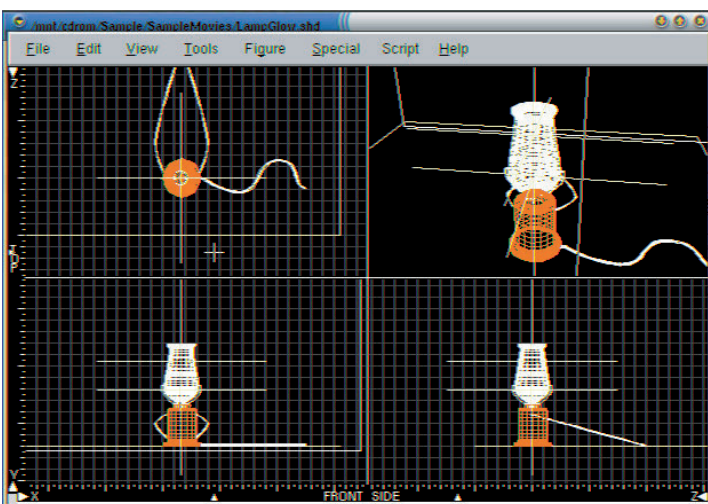 /mnt/cdrom/Sample/SampleMovies/LampGlow.shd
File Edit View Tools Figure Special Script Help
Z
T
O
P
Y
X FRONT SIDE Z